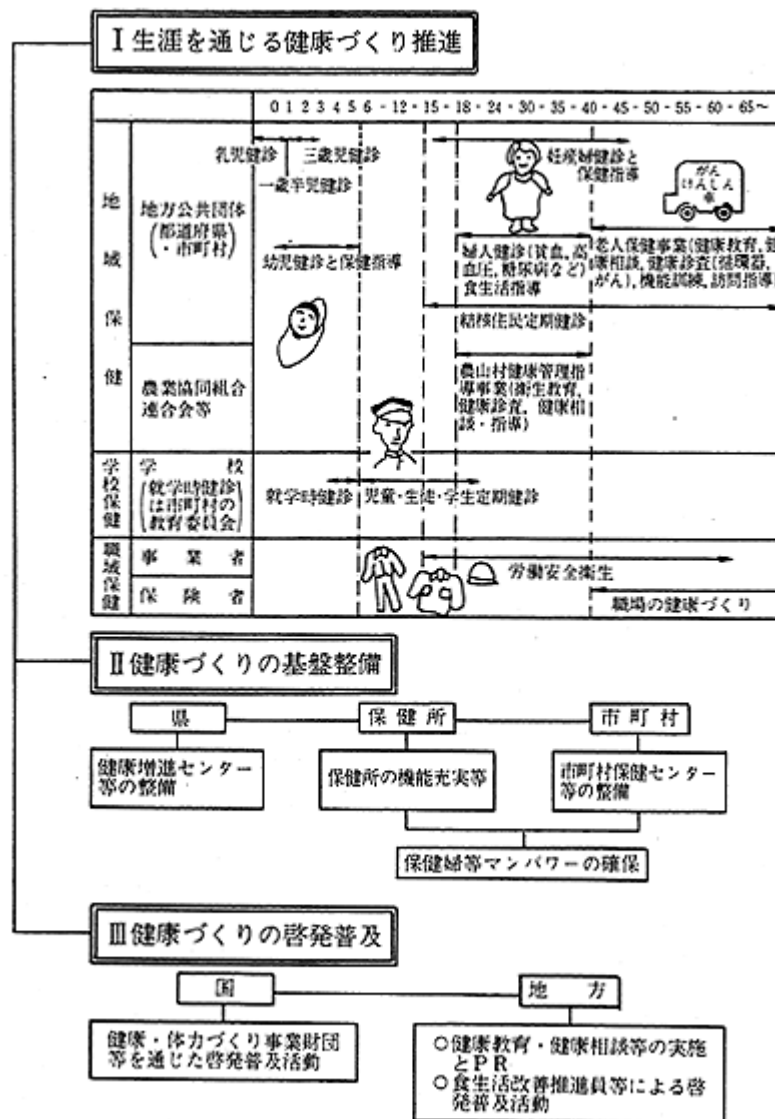 Ⅰ生涯を通じる健康づくり推進
0 1 2 3 4 5 6 - 12 - 15 - 18 - 24 - 30 - 35 - 40 - 45 - 50 - 55 - 60 - 65~
地域保健
地方公共団体
(都道府県
・市町村)
乳児健診
三歳児健診
一歳半児健診
幼児健診と保健指導
妊産婦健診と
保健指導
がん
けんしん
車
婦人健診(貧血,高
血圧,糖尿病など)
食生活指導
老人保健事業(健康教育,健
康相談,健康診査(循環器,
がん),機能訓練,訪問指導)
結核住民定期健診
農業協同組合
連合会等
農山村健康管理指
導事業(衛生教育,
健康診査,健康相
談・指導)
学校保健
学校
(就学時健診
は市町村の
教育委員会)
就学時健診
児童・生徒・学生定期健診
職域保健
事業者
労働安全衛生
保険者
職場の健康づくり
Ⅱ健康づくりの基盤整備
県
保健所
市町村
健康増進センター
等の整備
保健所の機能充実等
市町村保健センター
等の整備
保健婦等マンパワーの確保
Ⅲ健康づくりの啓発普及
国
地方
健康・体力づくり事業財団
等を通じた啓発普及活動
○健康教育・健康相談等の実施
とPR
○食生活改善推進員等による啓
発普及活動